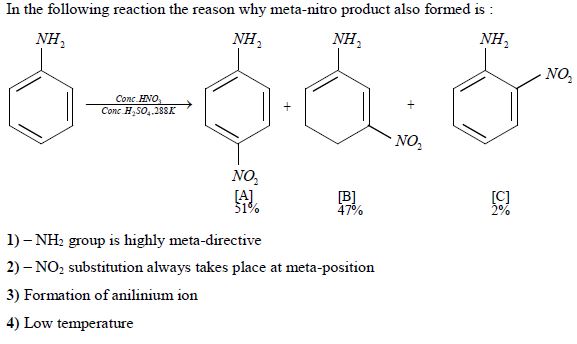 In the following reaction the reason why meta-nitro product also formed is :
NH₂ NH₂ NH₂ NH₂
NO₂
Conc.HNO₃
Conc.H₂SO₄,288K
+ +
NO₂
NO₂
[A] [B] [C]
51% 47% 2%
1) – NH₂ group is highly meta-directive
2) – NO₂ substitution always takes place at meta-position
3) Formation of anilinium ion
4) Low temperature